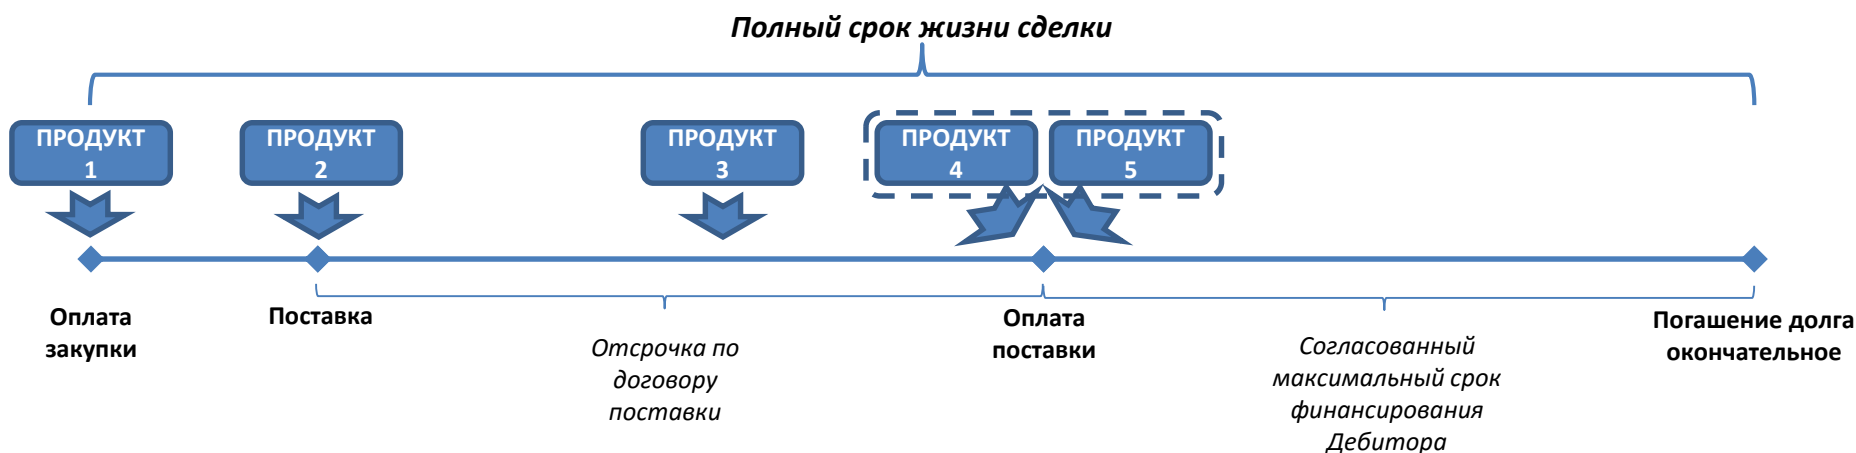 Полный срок жизни сделки
ПРОДУКТ
1
ПРОДУКТ
2
ПРОДУКТ
3
ПРОДУКТ
4
ПРОДУКТ
5
Оплата
закупки
Поставка
Отсрочка по
договору
поставки
Оплата
поставки
Согласованный
максимальный срок
финансирования
Дебитора
Погашение долга
окончательное